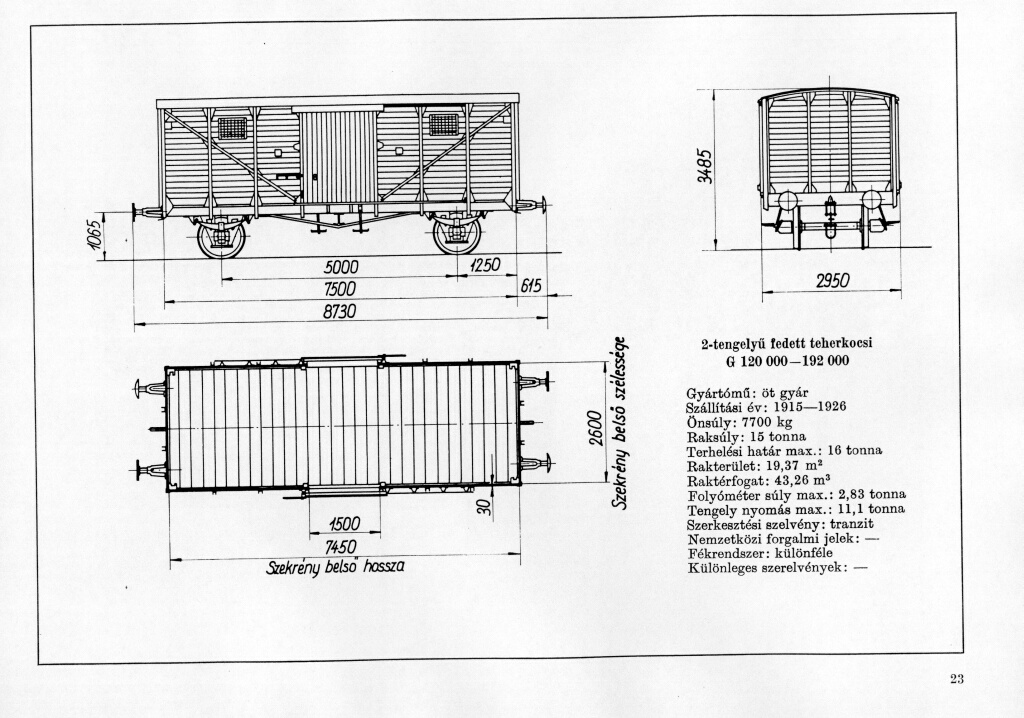 1065
5000
1250
7500
615
8730
3485
2950
2600
Szekrény belső szélessége
30
1500
7450
Szekrény belső hossza
2-tengelyű fedett teherkocsi
G 120 000—192 000
Gyártómű: öt gyár
Szállítási év: 1915—1926
Önsúly: 7700 kg
Raksúly: 15 tonna
Terhelési határ max.: 16 tonna
Rakterület: 19,37 m²
Raktérfogat: 43,26 m³
Folyóméter súly max.: 2,83 tonna
Tengely nyomás max.: 11,1 tonna
Szerkesztési szelvény: tranzit
Nemzetközi forgalmi jelek: —
Fékrendszer: különféle
Különleges szerelvények: —
23